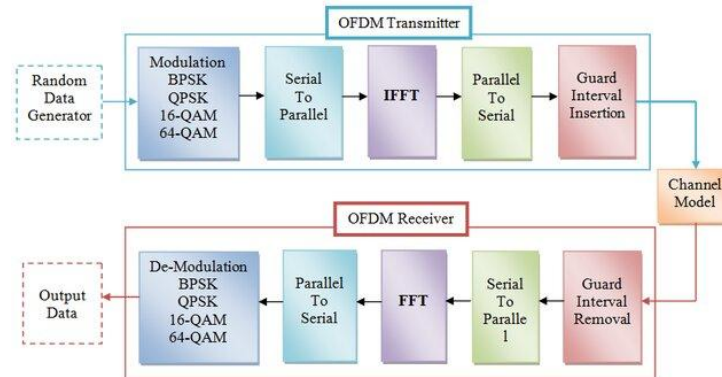 OFDM Transmitter
Random
Data
Generator
Modulation
BPSK
QPSK
16-QAM
64-QAM
Serial
To
Parallel
IFFT
Parallel
To
Serial
Guard
Interval
Insertion
Channel
Model
OFDM Receiver
Output
Data
De-Modulation
BPSK
QPSK
16-QAM
64-QAM
Parallel
To
Serial
FFT
Serial
To
Paralle
l
Guard
Interval
Removal